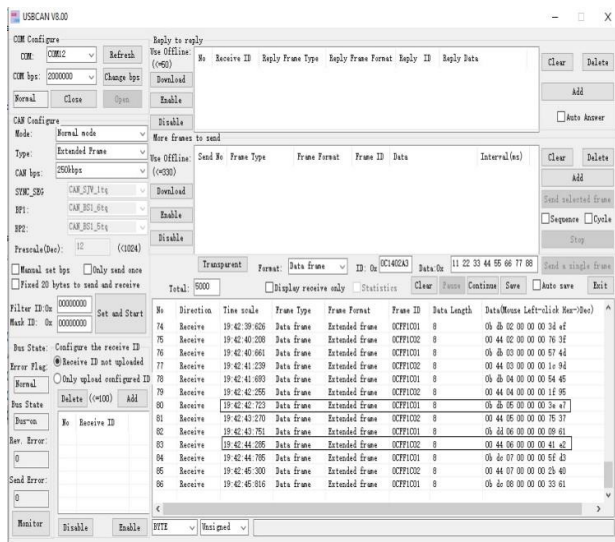 USBCAN V8.00
COM Configure
COM: COM12 Refresh
COM bps: 2000000 Change bps
Normal Close Open
CAN Configure
Mode: Normal mode
Type: Extended Frame
CAN bps: 250kbps
SYNC_SEG CAN_SJW_1tq
BP1: CAN_BS1_6tq
BP2: CAN_BS1_5tq
Prescale(Dec): 12 (<1024)
Manual set bps Only send once
Fixed 20 bytes to send and receive
Filter ID:0x 00000000
Mask ID: 0x 00000000
Set and Start
Bus State:
Error Flag:
Normal
Bus State
Bus-on
Rev. Error:
0
Send Error:
0
Monitor
Configure the receive ID
Receive ID not uploaded
Only upload configured ID
Delete (<=100) Add
No Receive ID
Disable Enable
Reply to reply
Use Offline:
(<=50)
Download
Enable
Disable
No Receive ID Reply Frame Type Reply Frame Format Reply ID Reply Data
Clear Delete
Add
Auto Answer
More frames to send
Use Offline:
(<=330)
Download
Enable
Disable
Send No Frame Type Frame Format Frame ID Data Interval(ms)
Clear Delete
Add
Send selected frame
Sequence Cycle
Stop
Transparent Format: Data frame ID: 0x 0C1402A3 Data:0x 11 22 33 44 55 66 77 88 Send a single frame
Total: 5000 Display receive only Statistics Clear Pause Continue Save Auto save Exit
No Direction Time scale Frame Type Frame Format Frame ID Data Length Data(Mouse Left-click Hex->Dec)
74 Receive 19:42:39:626 Data frame Extended frame 0CFF1C01 8 0b db 02 00 00 00 3d ef
75 Receive 19:42:40:208 Data frame Extended frame 0CFF1C02 8 00 44 02 00 00 00 76 3f
76 Receive 19:42:40:661 Data frame Extended frame 0CFF1C01 8 0b db 03 00 00 00 57 4d
77 Receive 19:42:41:239 Data frame Extended frame 0CFF1C02 8 00 44 03 00 00 00 1c 9d
78 Receive 19:42:41:693 Data frame Extended frame 0CFF1C01 8 0b db 04 00 00 00 54 45
79 Receive 19:42:42:255 Data frame Extended frame 0CFF1C02 8 00 44 04 00 00 00 1f 95
80 Receive 19:42:42:723 Data frame Extended frame 0CFF1C01 8 0b db 05 00 00 00 3e e7
81 Receive 19:42:43:270 Data frame Extended frame 0CFF1C02 8 00 44 05 00 00 00 75 37
82 Receive 19:42:43:751 Data frame Extended frame 0CFF1C01 8 0b dd 06 00 00 00 09 61
83 Receive 19:42:44:285 Data frame Extended frame 0CFF1C02 8 00 44 06 00 00 00 41 e2
84 Receive 19:42:44:785 Data frame Extended frame 0CFF1C01 8 0b dc 07 00 00 00 5f d3
85 Receive 19:42:45:300 Data frame Extended frame 0CFF1C02 8 00 44 07 00 00 00 2b 40
86 Receive 19:42:45:816 Data frame Extended frame 0CFF1C01 8 0b dc 08 00 00 00 33 61
BYTE Unsigned